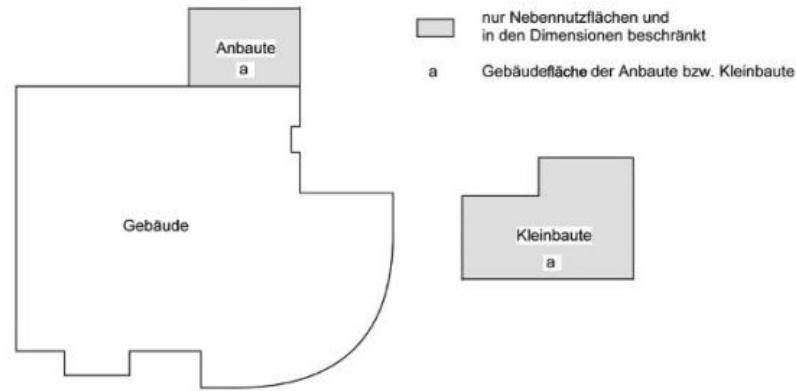 Anbaute
a
nur Nebennutzflächen und
in den Dimensionen beschränkt
a Gebäudefläche der Anbaute bzw. Kleinbaute
Gebäude
Kleinbaute
a